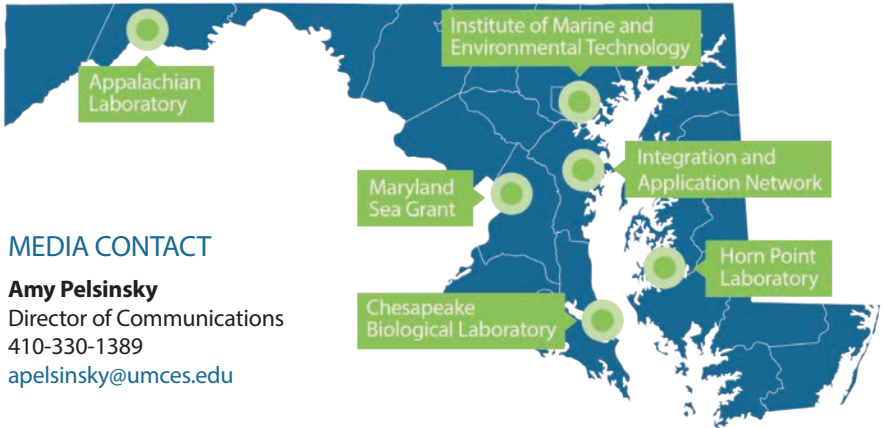 Institute of Marine and
Environmental Technology
Appalachian
Laboratory
Integration and
Application Network
Maryland
Sea Grant
Horn Point
Laboratory
Chesapeake
Biological Laboratory
MEDIA CONTACT
Amy Pelsinsky
Director of Communications
410-330-1389
apelsinsky@umces.edu